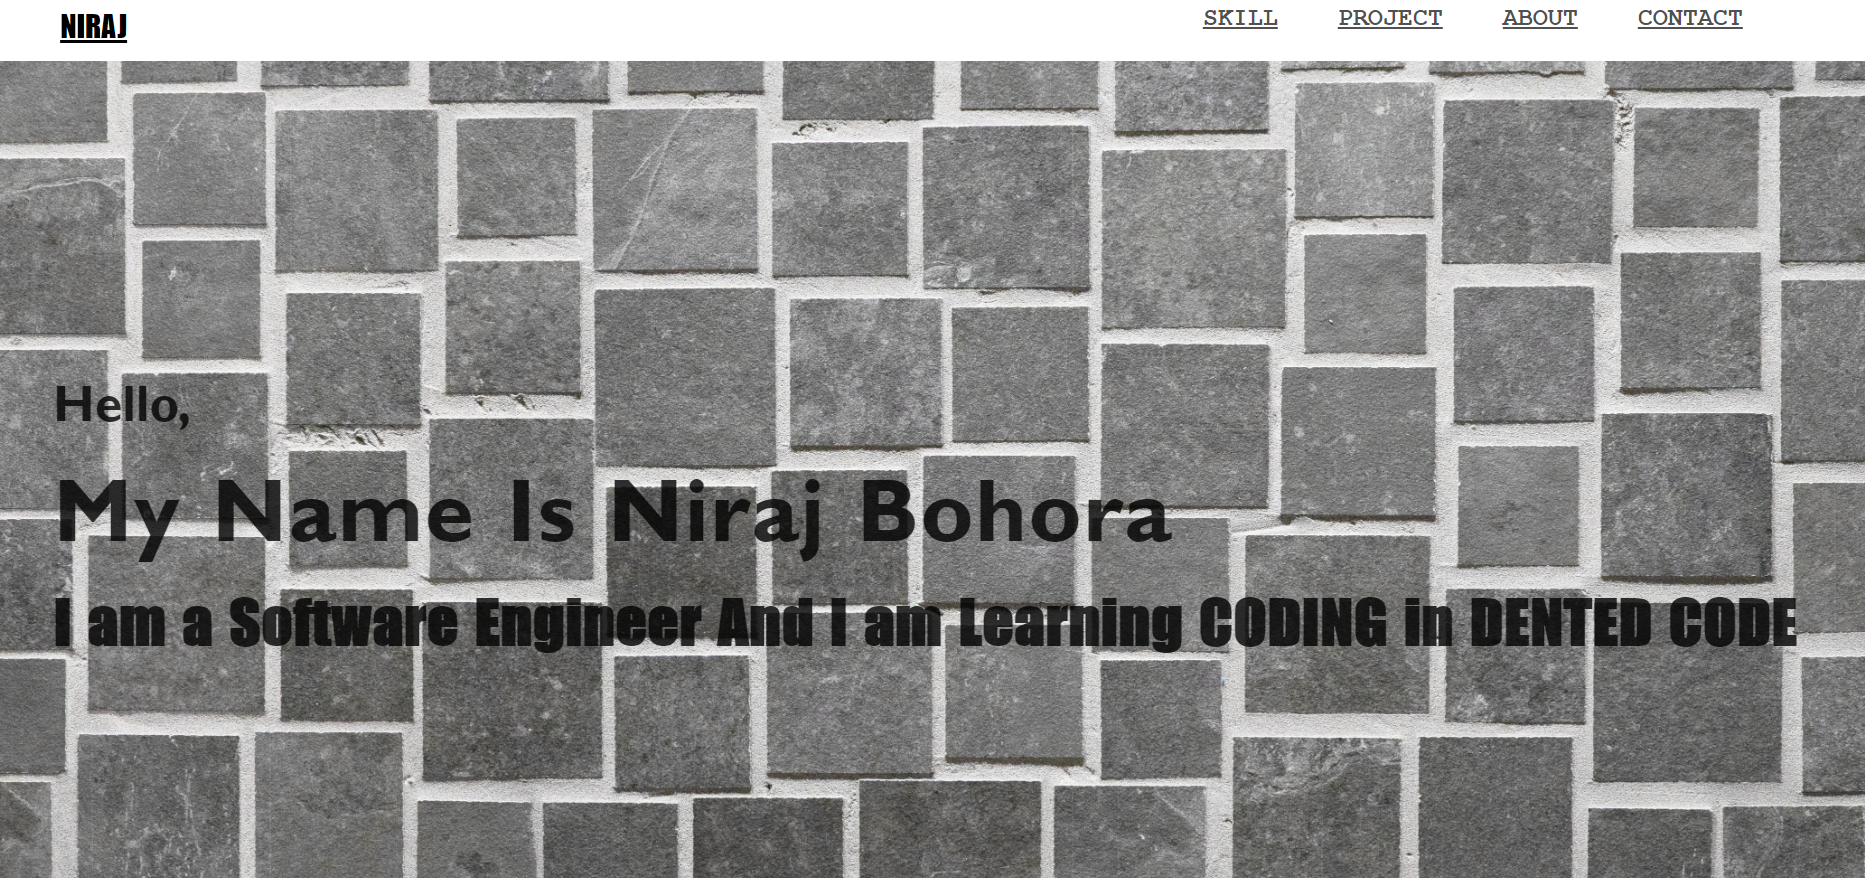 NIRAJ
SKILL PROJECT ABOUT CONTACT
Hello,
My Name Is Niraj Bohora
I am a Software Engineer And I am Learning CODING in DENTED CODE